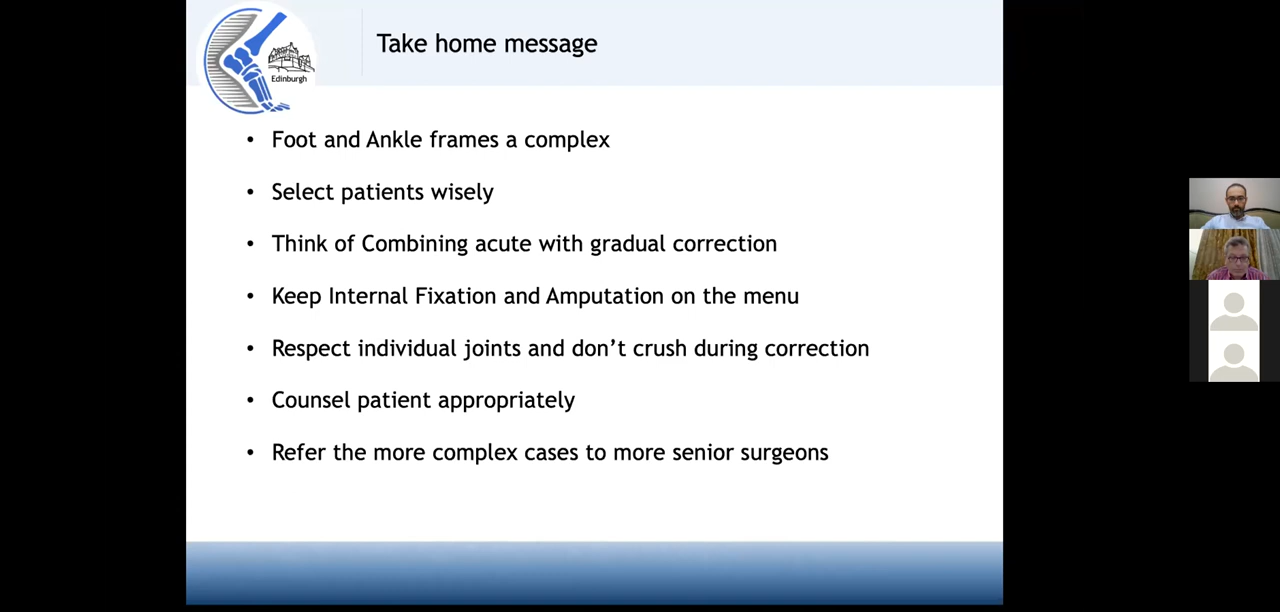 Edinburgh
Take home message
• Foot and Ankle frames a complex
• Select patients wisely
• Think of Combining acute with gradual correction
• Keep Internal Fixation and Amputation on the menu
• Respect individual joints and don’t crush during correction
• Counsel patient appropriately
• Refer the more complex cases to more senior surgeons